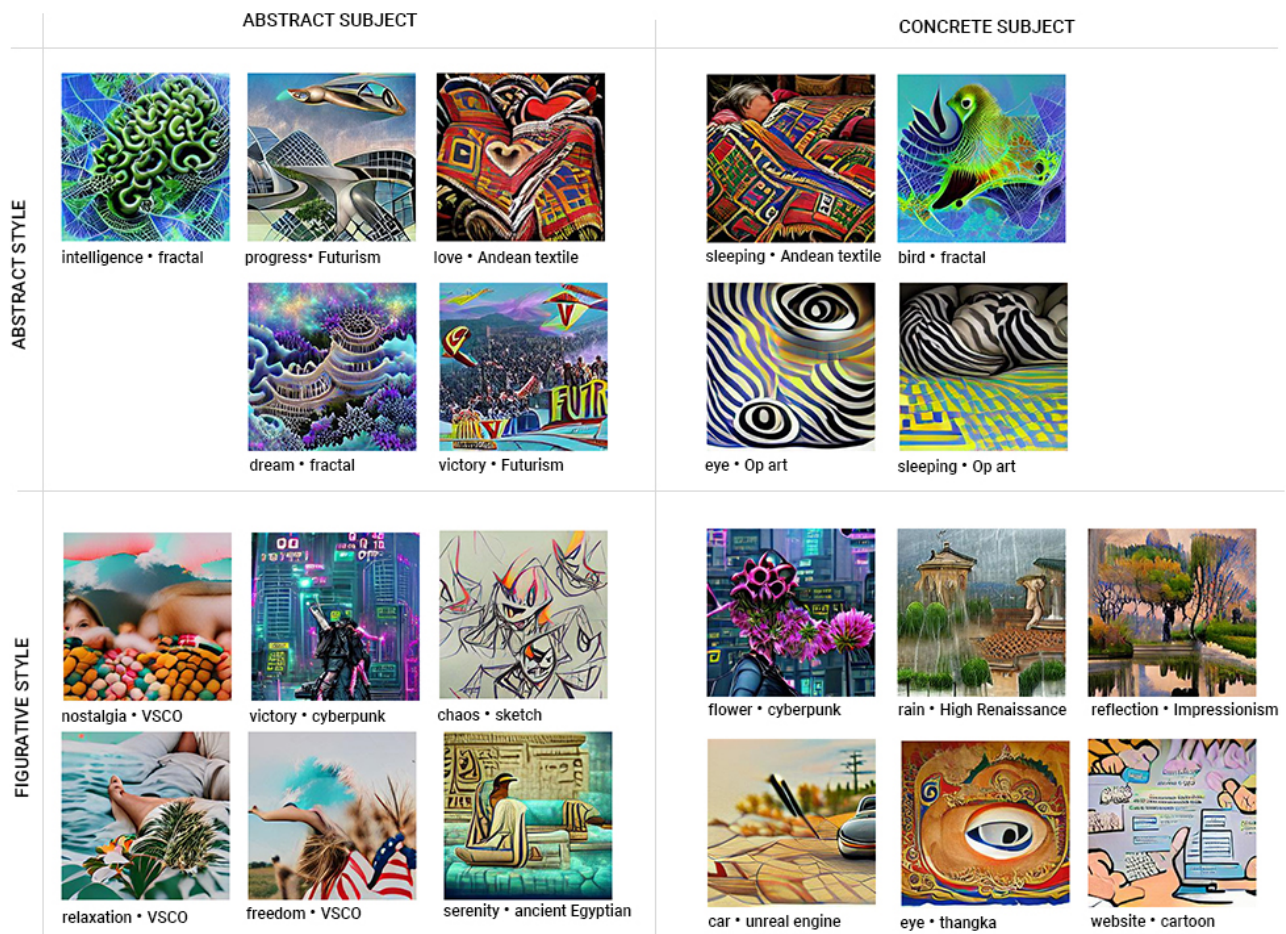 ABSTRACT SUBJECT
CONCRETE SUBJECT
ABSTRACT STYLE
intelligence • fractal
progress• Futurism
love • Andean textile
sleeping • Andean textile
bird • fractal
FUTR
dream • fractal
victory • Futurism
eye • Op art
sleeping • Op art
FIGURATIVE STYLE
nostalgia • VSCO
victory • cyberpunk
chaos • sketch
flower • cyberpunk
rain • High Renaissance
reflection • Impressionism
relaxation • VSCO
freedom • VSCO
serenity • ancient Egyptian
car • unreal engine
eye • thangka
website • cartoon